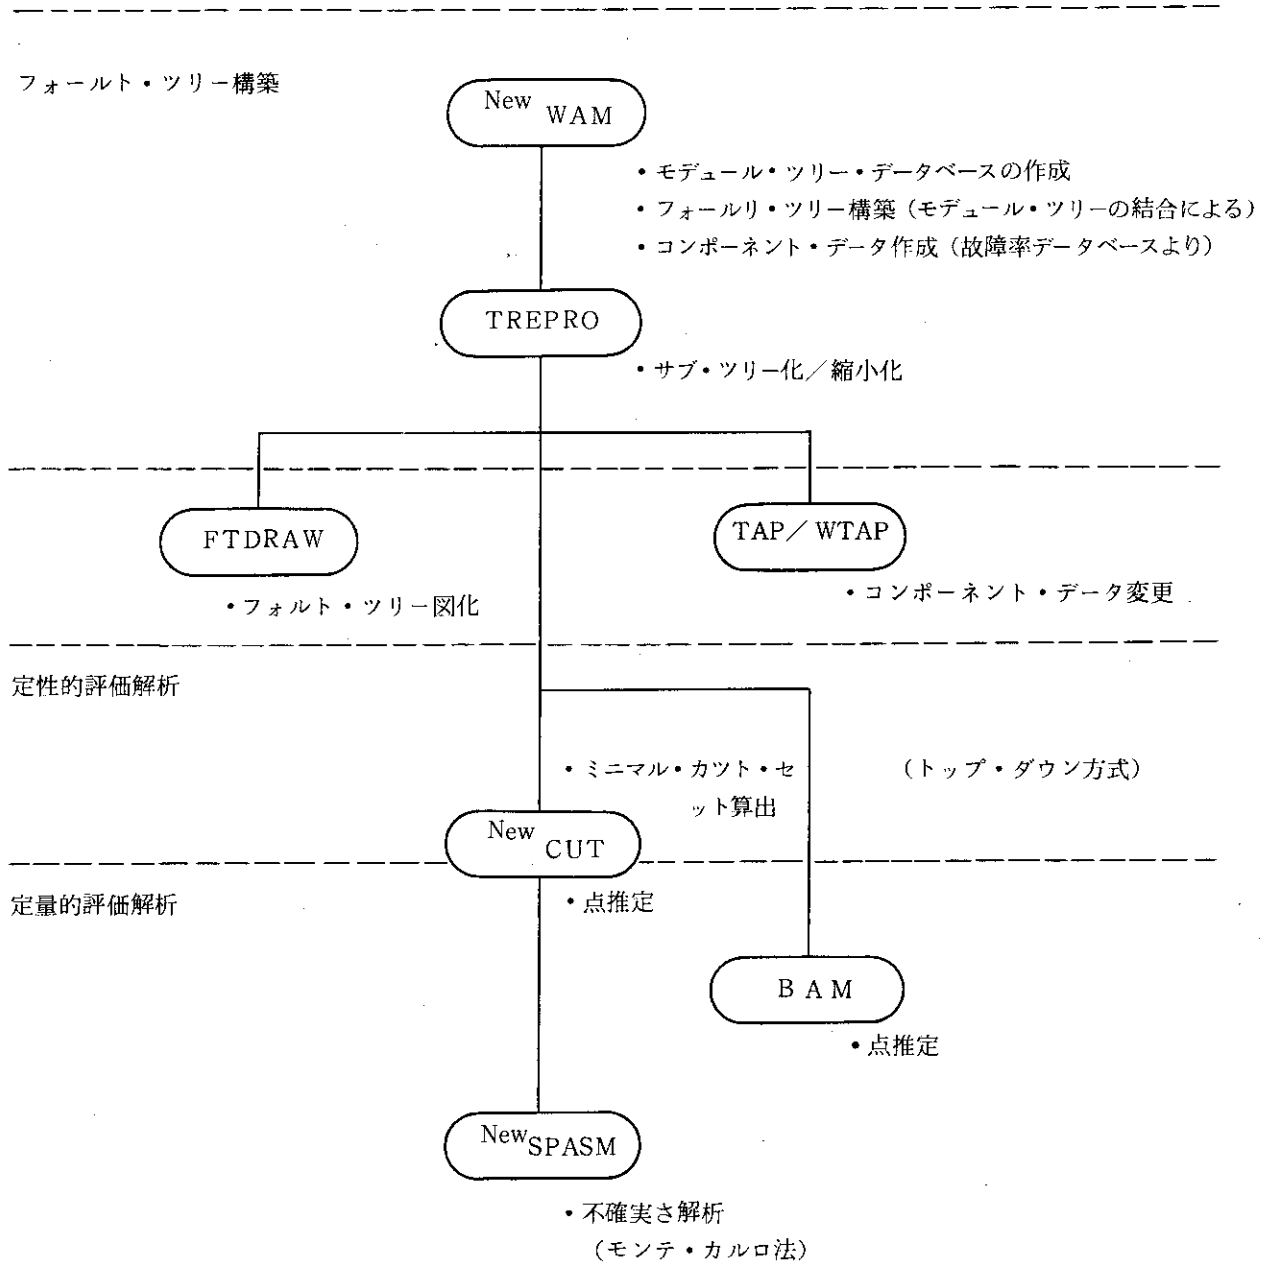 フォールト・ツリー構築
New WAM
・モデュール・ツリー・データベースの作成
・フォールリ・ツリー構築（モデュール・ツリーの結合による）
・コンポーネント・データ作成（故障率データベースより）
TREPRO
・サブ・ツリー化／縮小化
FTDRAW
TAP／WTAP
・フォルト・ツリー図化
・コンポーネント・データ変更
定性的評価解析
・ミニマル・カツト・セ
ット算出
（トップ・ダウン方式）
New CUT
定量的評価解析
・点推定
BAM
・点推定
New SPASM
・不確実さ解析
（モンテ・カルロ法）